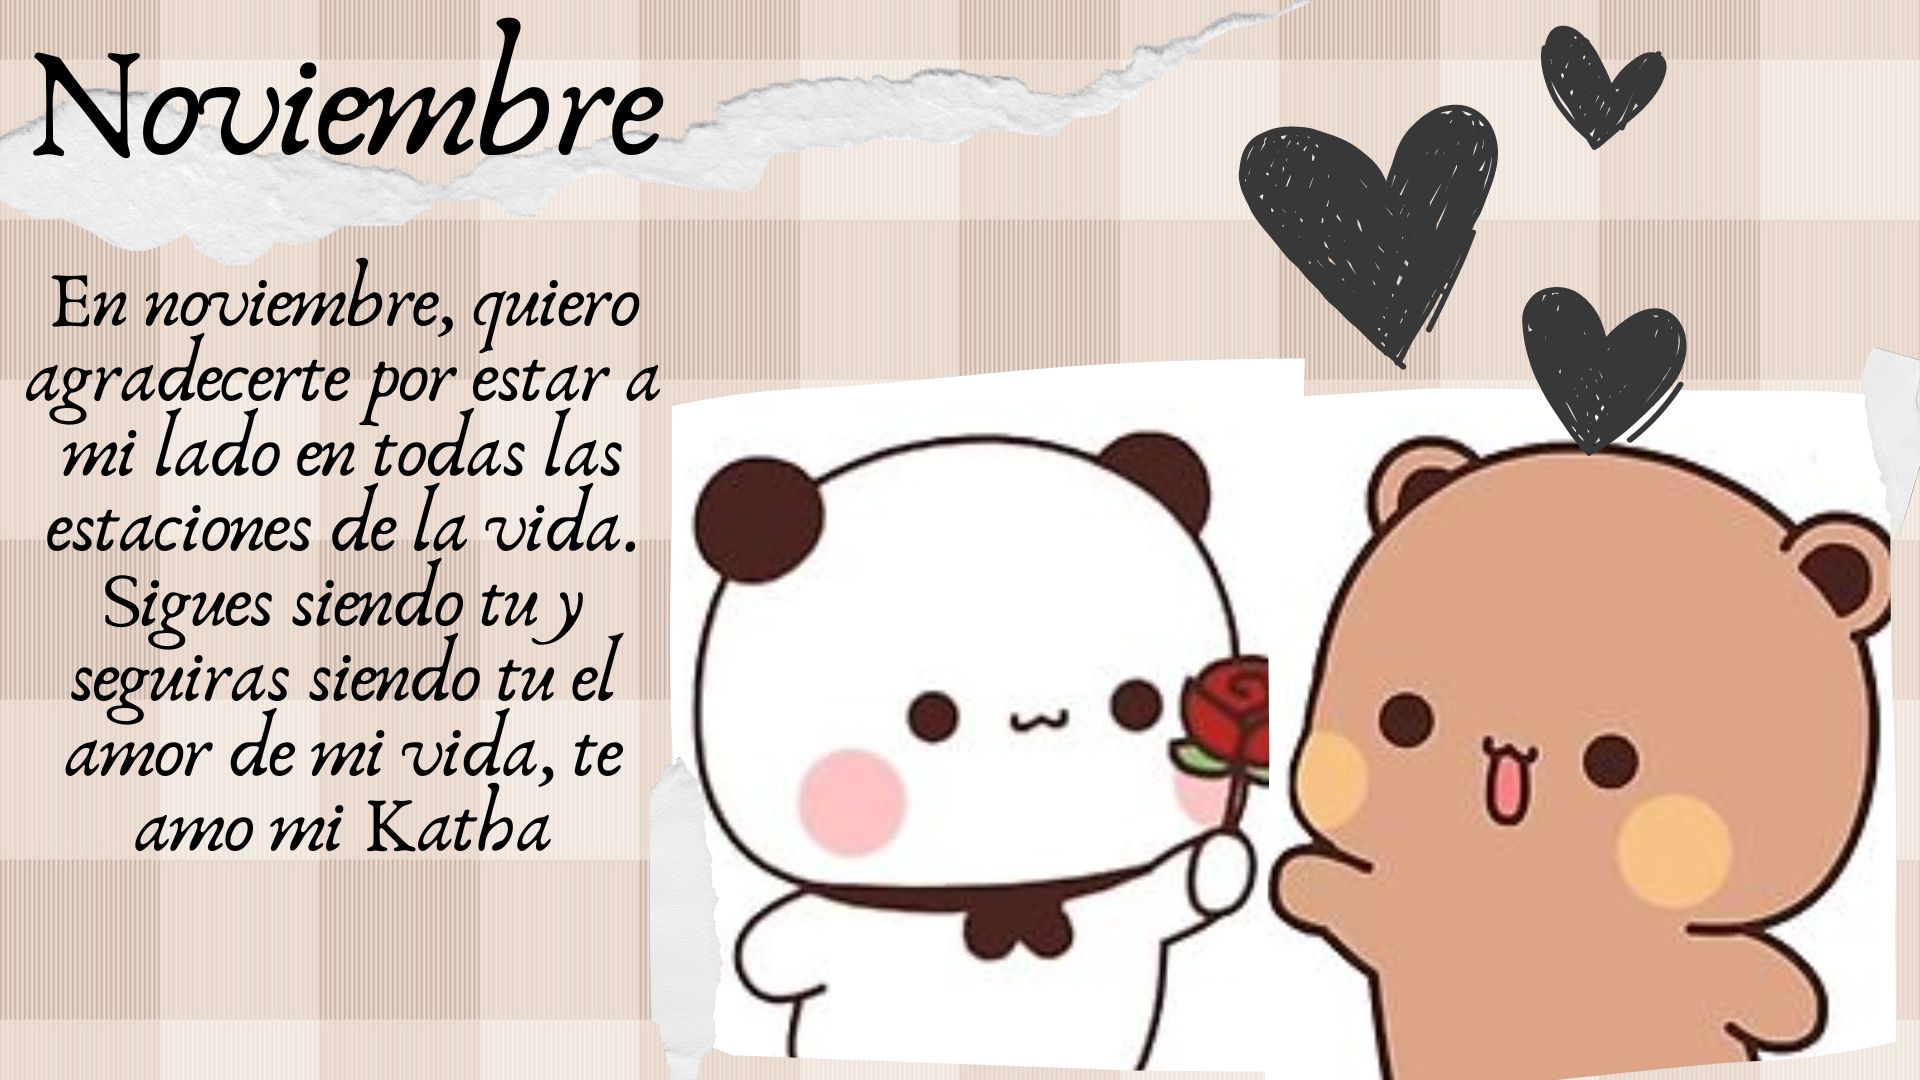 Noviembre
En noviembre, quiero
agradecerte por estar a
mi lado en todas las
estaciones de la vida.
Sigues siendo tu y
seguiras siendo tu el
amor de mi vida, te
amo mi Katha